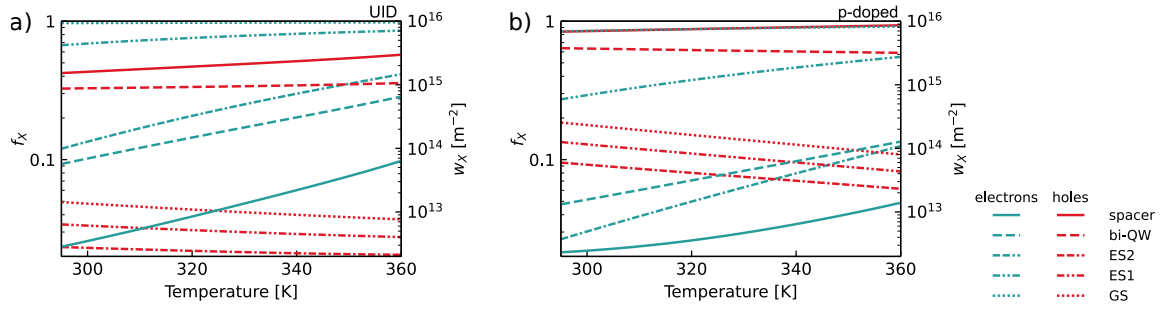 a)
UID
1
0.1
f_X
10^16
10^15
10^14
10^13
w_X [m^-2]
300
320
340
360
Temperature [K]
b)
p-doped
1
0.1
f_X
10^16
10^15
10^14
10^13
w_X [m^-2]
300
320
340
360
Temperature [K]
electrons holes
spacer
bi-QW
ES2
ES1
GS